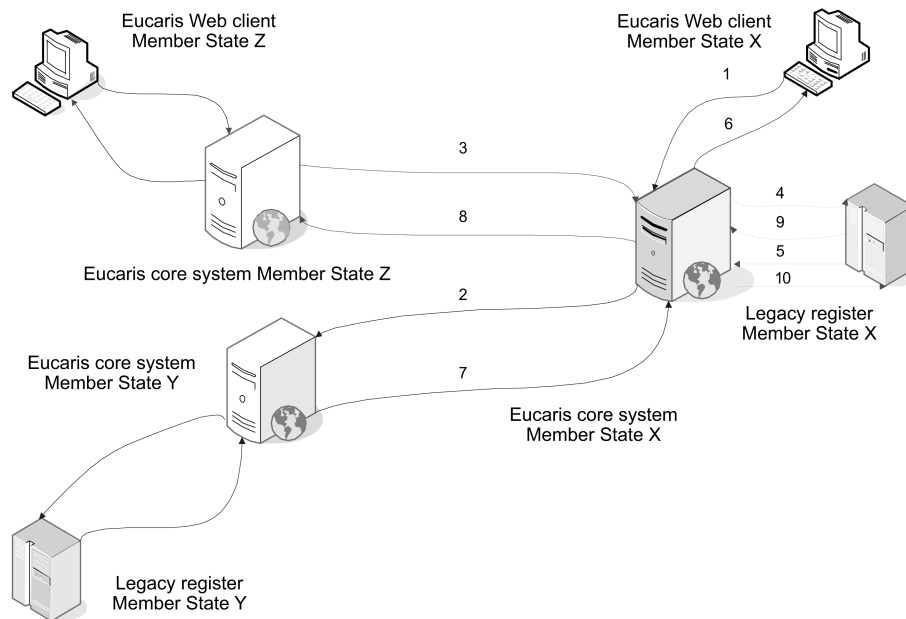 Eucaris Web client
Member State Z
Eucaris Web client
Member State X
1
6
3
4
8
9
5
10
Eucaris core system Member State Z
2
Legacy register
Member State X
Eucaris core system
Member State Y
7
Eucaris core system
Member State X
Legacy register
Member State Y